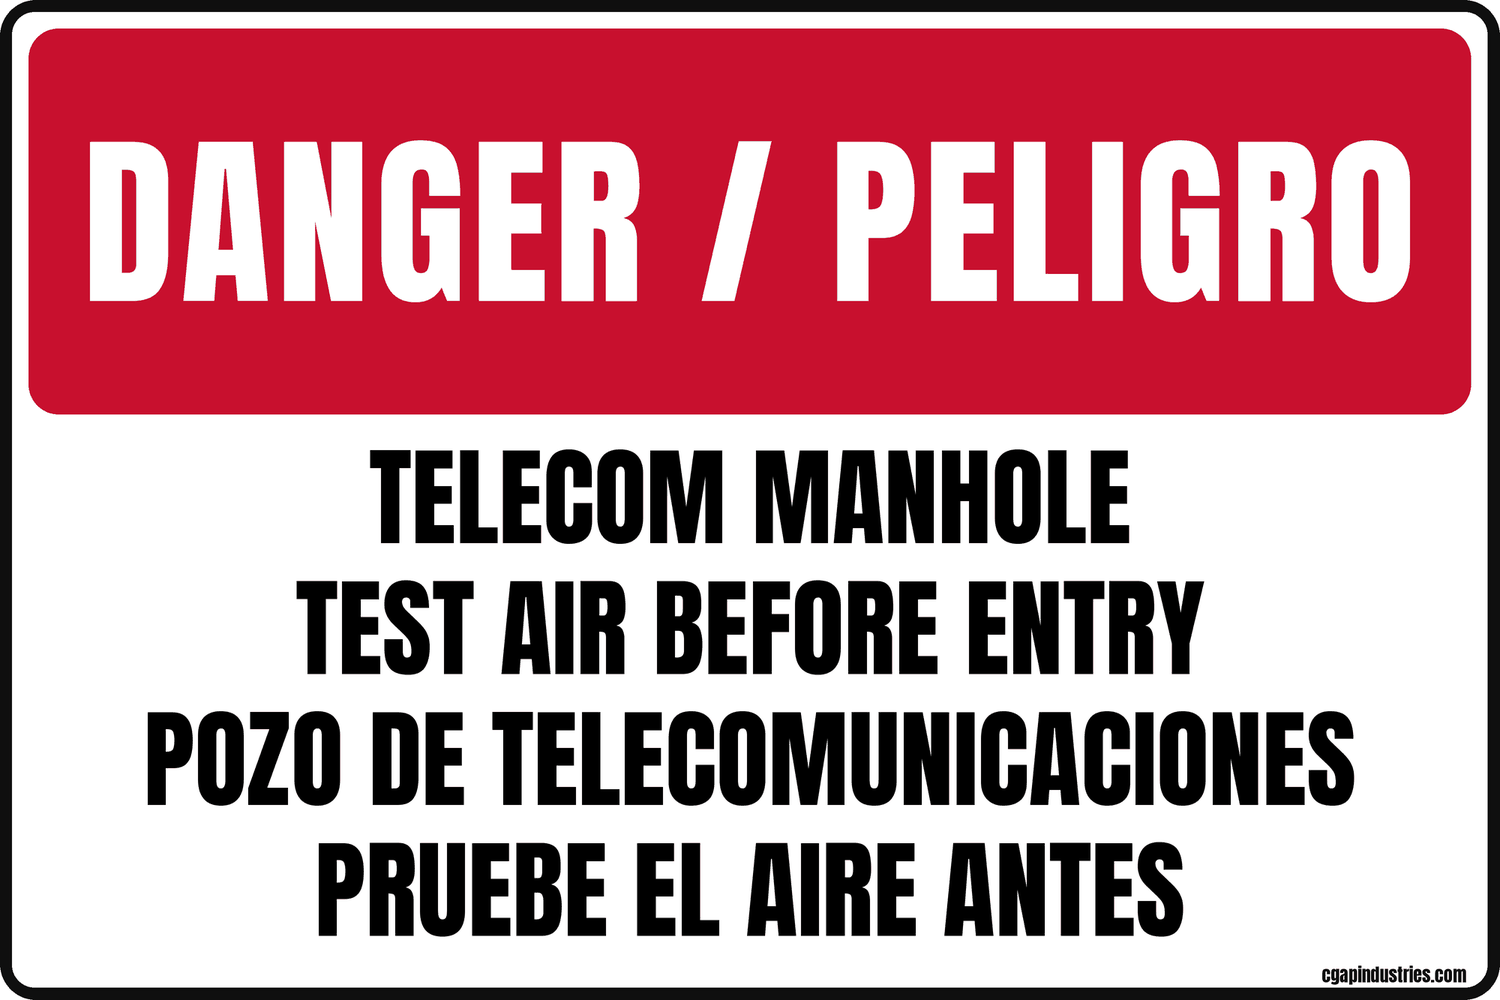 DANGER / PELIGRO
TELECOM MANHOLE
TEST AIR BEFORE ENTRY
POZO DE TELECOMUNICACIONES
PRUEBE EL AIRE ANTES
cgapindustries.com